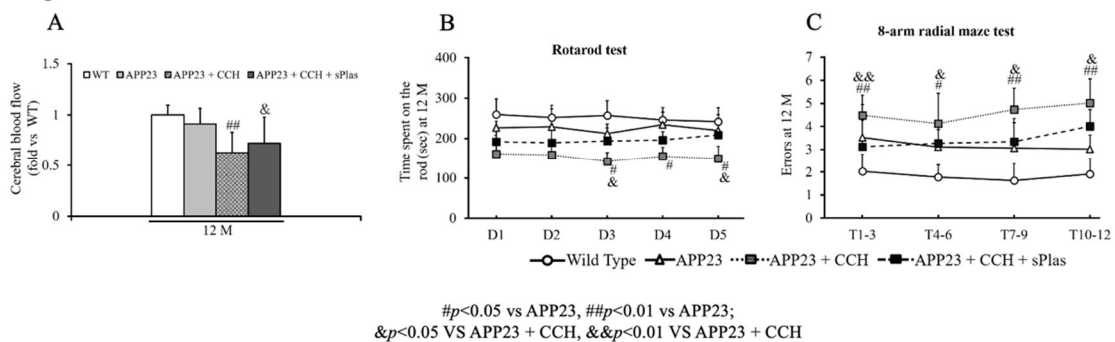 A
WT APP23 APP23 + CCH APP23 + CCH + sPlas
Cerebral blood flow
(fold vs WT)
1.5
1
0.5
0
##
&
12 M
B
Rotarod test
Time spent on the
rod (sec) at 12 M
400
300
200
100
0
#
&
#
#
&
D1 D2 D3 D4 D5
C
8-arm radial maze test
Errors at 12 M
7
6
5
4
3
2
1
0
&&
##
&
#
&
##
&
##
T1-3 T4-6 T7-9 T10-12
Wild Type APP23 APP23 + CCH APP23 + CCH + sPlas
#p<0.05 vs APP23, ##p<0.01 vs APP23;
&p<0.05 VS APP23 + CCH, &&p<0.01 VS APP23 + CCH